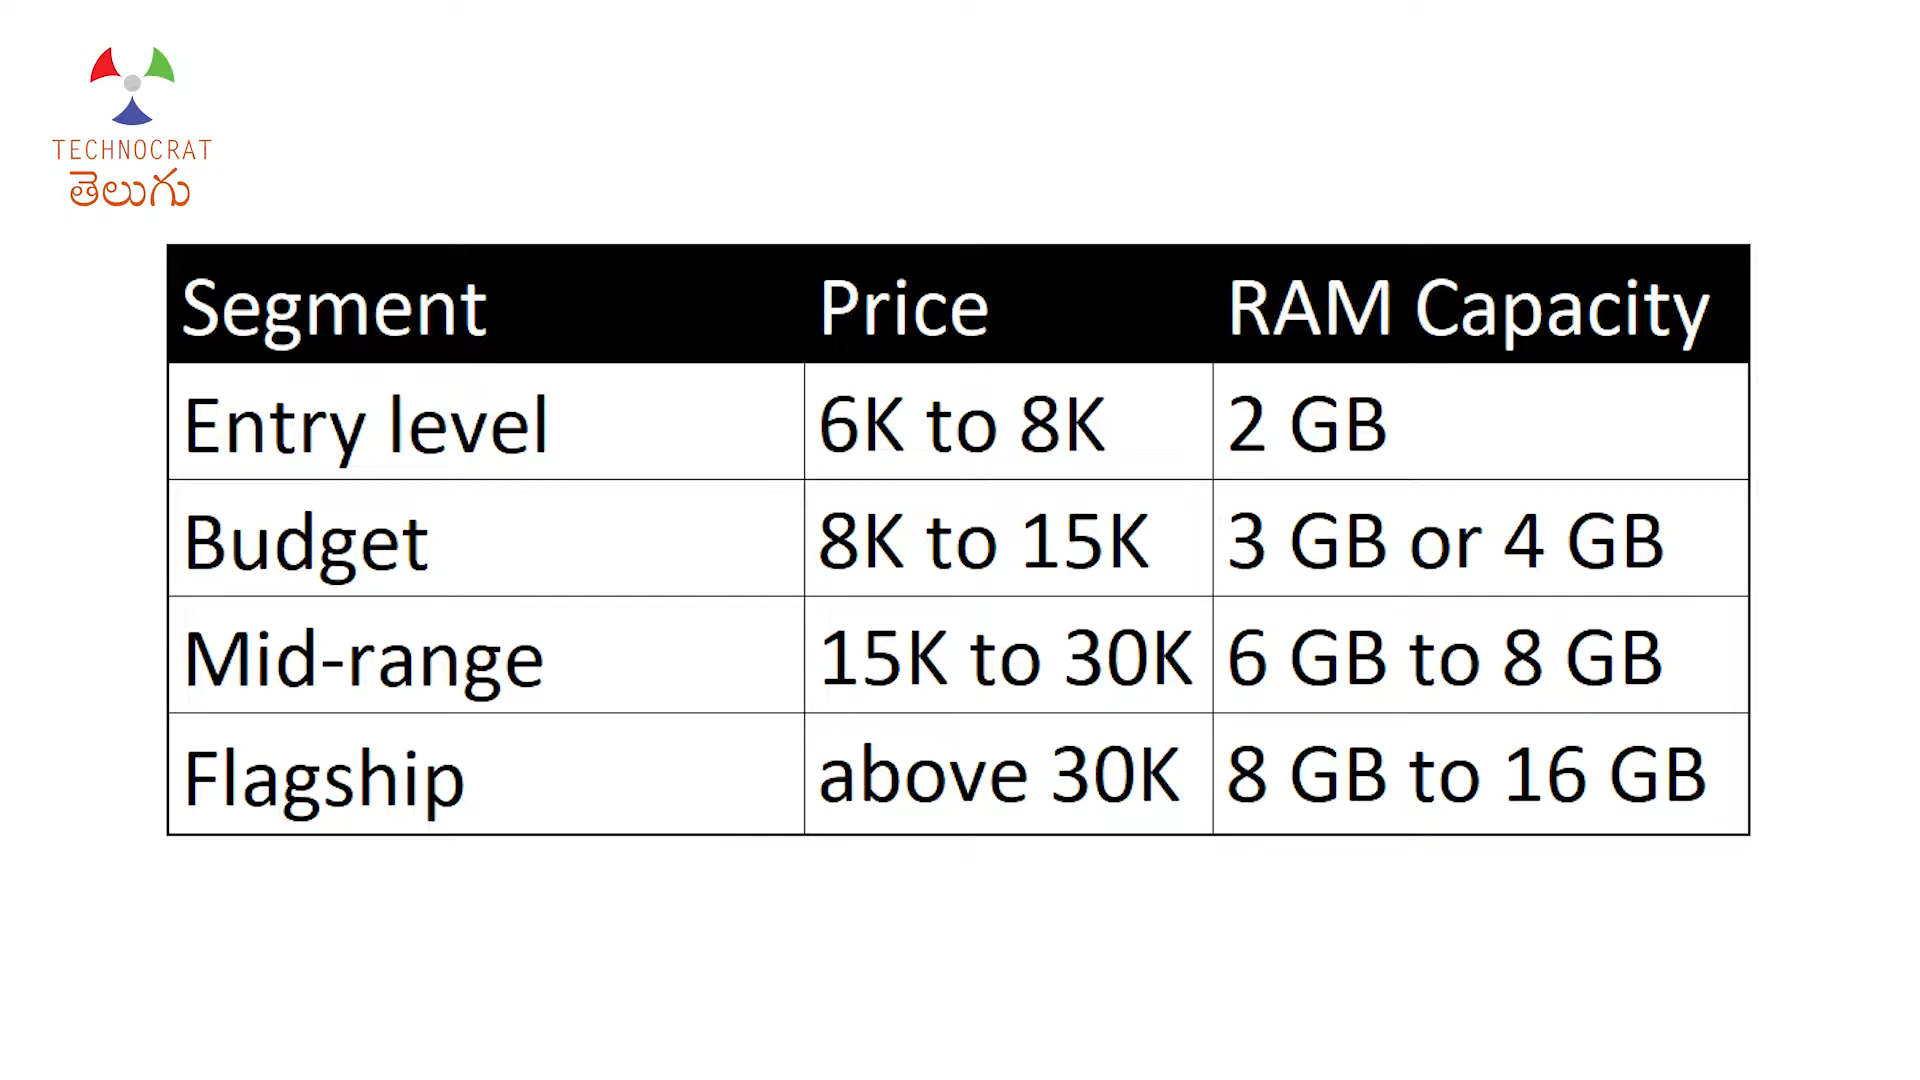 TECHNOCRAT
తెలుగు
Segment Price RAM Capacity
Entry level 6K to 8K 2 GB
Budget 8K to 15K 3 GB or 4 GB
Mid-range 15K to 30K 6 GB to 8 GB
Flagship above 30K 8 GB to 16 GB